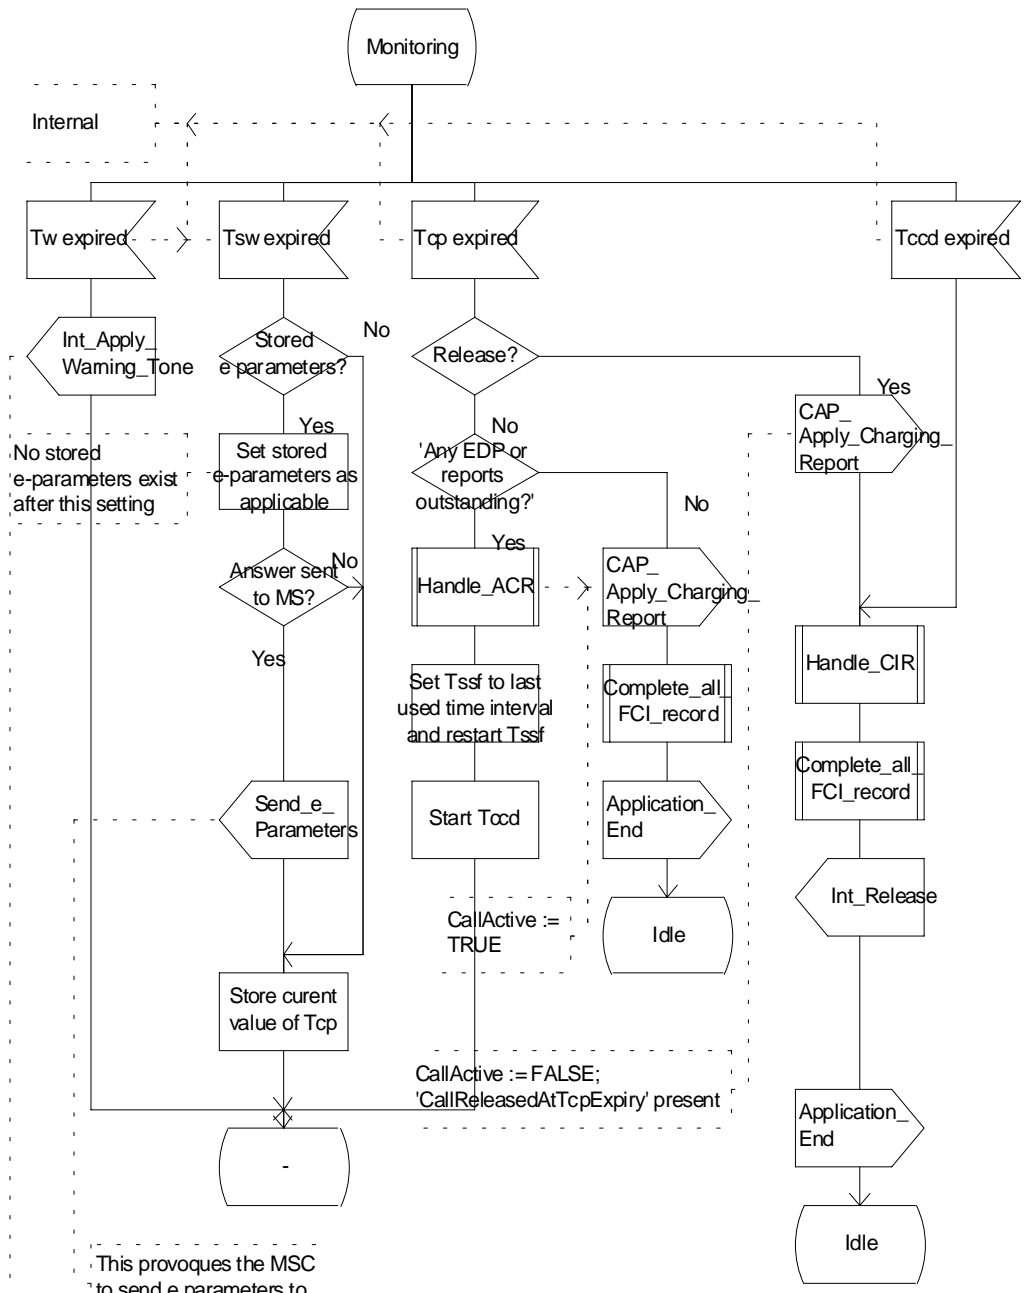 Monitoring
Internal
Tw expired
Tsw expired
Tcp expired
Tccd expired
Int_Apply_
Warning_Tone
Stored
e parameters?
No
Release?
Yes
CAP_
Apply_Charging_
Report
Yes
No
No stored
e-parameters exist
after this setting
Set stored
e-parameters as
applicable
'Any EDP or
reports
outstanding?'
No
Yes
Answer sent
to MS?
No
Handle_ACR
CAP_
Apply_Charging_
Report
Yes
Handle_CIR
Set Tssf to last
used time interval
and restart Tssf
Complete_all_
FCI_record
Complete_all_
FCI_record
Send_e_
Parameters
Start Tccd
Application_
End
Int_Release
CallActive :=
TRUE
Idle
Store curent
value of Tcp
CallActive := FALSE;
'CallReleasedAtTcpExpiry' present
Application_
End
-
Idle
This provoques the MSC
to send e parameters to